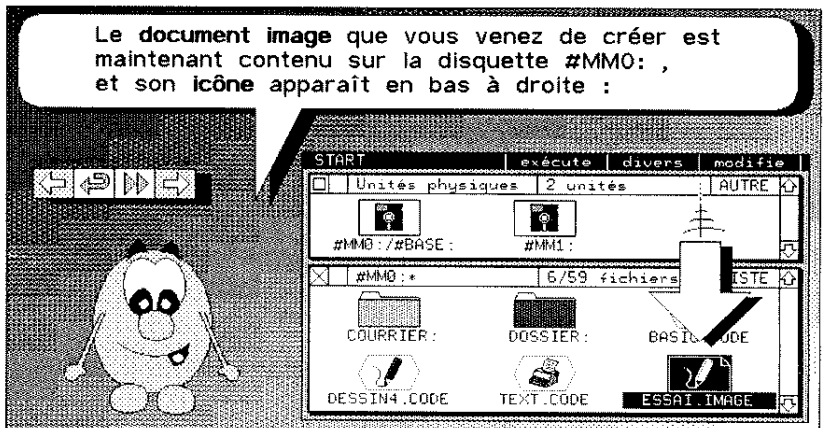 Le document image que vous venez de créer est
maintenant contenu sur la disquette #MM0: ,
et son icône apparaît en bas à droite :
START exécute divers modifie
Unités physiques 2 unités AUTRE
#MM0:/#BASE: #MM1:
#MM0:* 6/59 fichiers
COURRIER: DOSSIER:
DESSIN4.CODE TEXT.CODE ESSAI.IMAGE